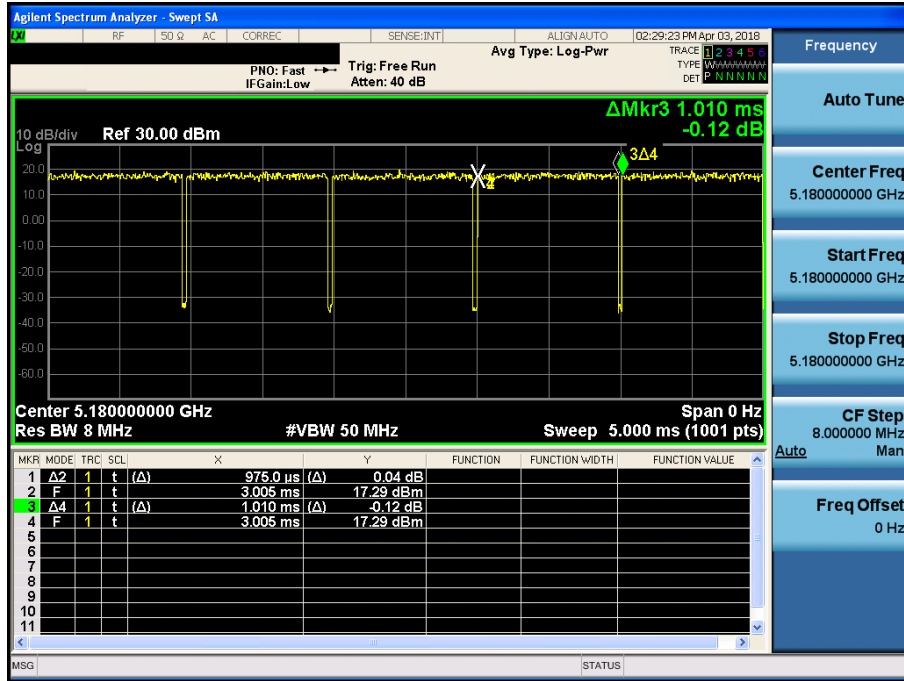 Agilent Spectrum Analyzer - Swept SA
LXI RF 50 Ω AC CORREC SENSE:INT ALIGN AUTO 02:29:23 PM Apr 03, 2018
Frequency
Avg Type: Log-Pwr TRACE 1 2 3 4 5 6
TYPE W
PNO: Fast Trig: Free Run DET P N N N N N
IFGain:Low Atten: 40 dB
Auto Tune
ΔMkr3 1.010 ms
10 dB/div Ref 30.00 dBm -0.12 dB
Log
3Δ4
20.0
10.0
0.00
-10.0
-20.0
-30.0
-40.0
-50.0
-60.0
Center Freq
5.180000000 GHz
Start Freq
5.180000000 GHz
Stop Freq
5.180000000 GHz
Center 5.180000000 GHz Span 0 Hz
Res BW 8 MHz #VBW 50 MHz Sweep 5.000 ms (1001 pts)
CF Step
8.000000 MHz
Auto Man
MKR MODE TRC SCL X Y FUNCTION FUNCTION WIDTH FUNCTION VALUE
1 Δ2 1 t (Δ) 975.0 µs (Δ) 0.04 dB
2 F 1 t 3.005 ms 17.29 dBm
3 Δ4 1 t (Δ) 1.010 ms (Δ) -0.12 dB
4 F 1 t 3.005 ms 17.29 dBm
5
6
7
8
9
10
11
Freq Offset
0 Hz
MSG STATUS